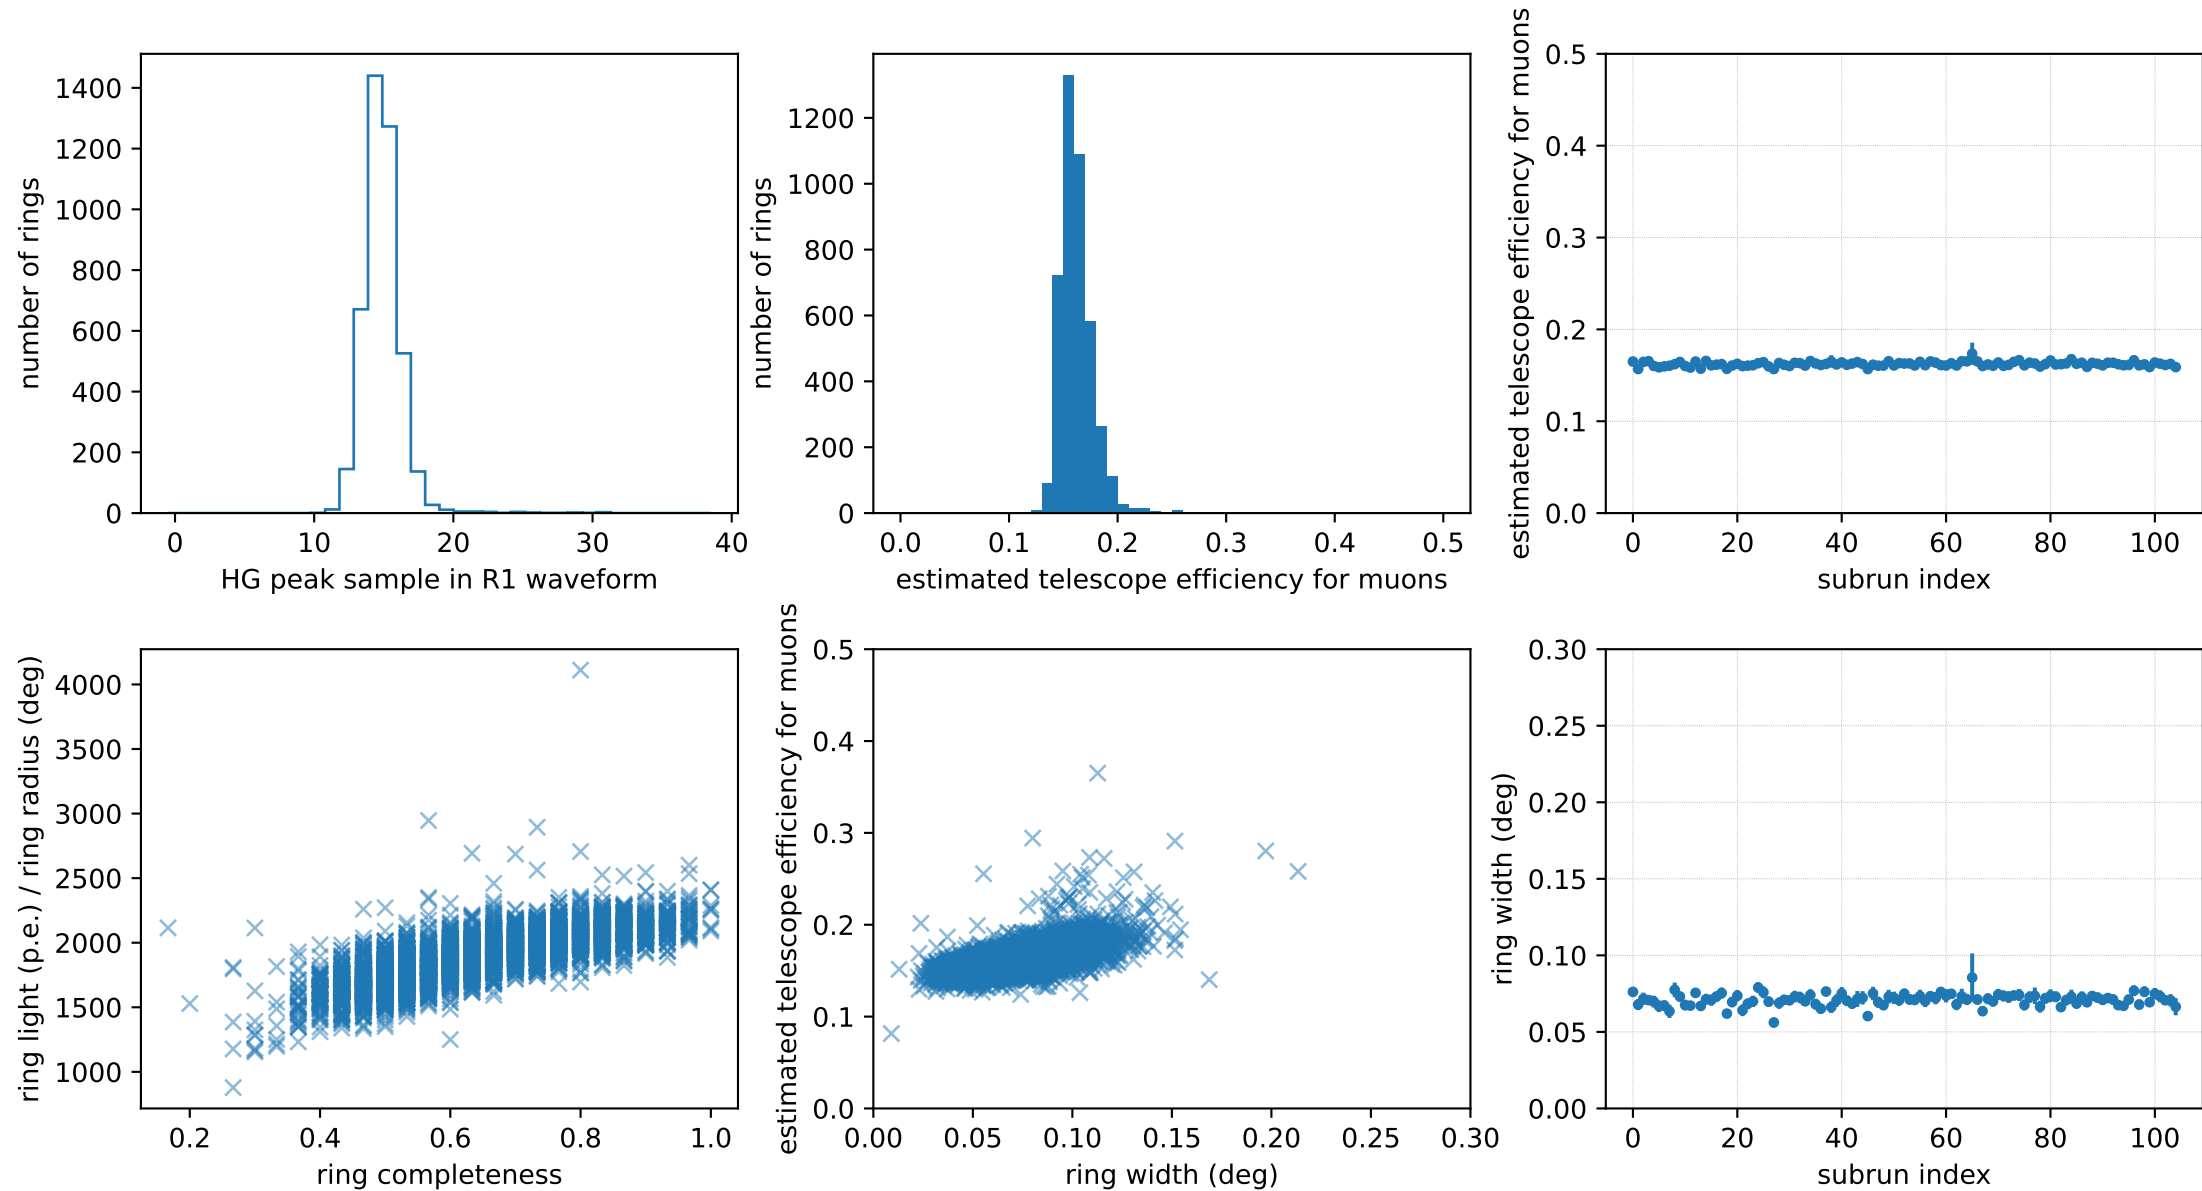 1400
1200
1000
800
600
400
200
0
number of rings
0 10 20 30 40
HG peak sample in R1 waveform
1200
1000
800
600
400
200
0
number of rings
0.0 0.1 0.2 0.3 0.4 0.5
estimated telescope efficiency for muons
0.5
0.4
0.3
0.2
0.1
0.0
estimated telescope efficiency for muons
0 20 40 60 80 100
subrun index
4000
3500
3000
2500
2000
1500
1000
ring light (p.e.) / ring radius (deg)
0.2 0.4 0.6 0.8 1.0
ring completeness
0.5
0.4
0.3
0.2
0.1
0.0
estimated telescope efficiency for muons
0.00 0.05 0.10 0.15 0.20 0.25 0.30
ring width (deg)
0.30
0.25
0.20
0.15
0.10
0.05
0.00
ring width (deg)
0 20 40 60 80 100
subrun index